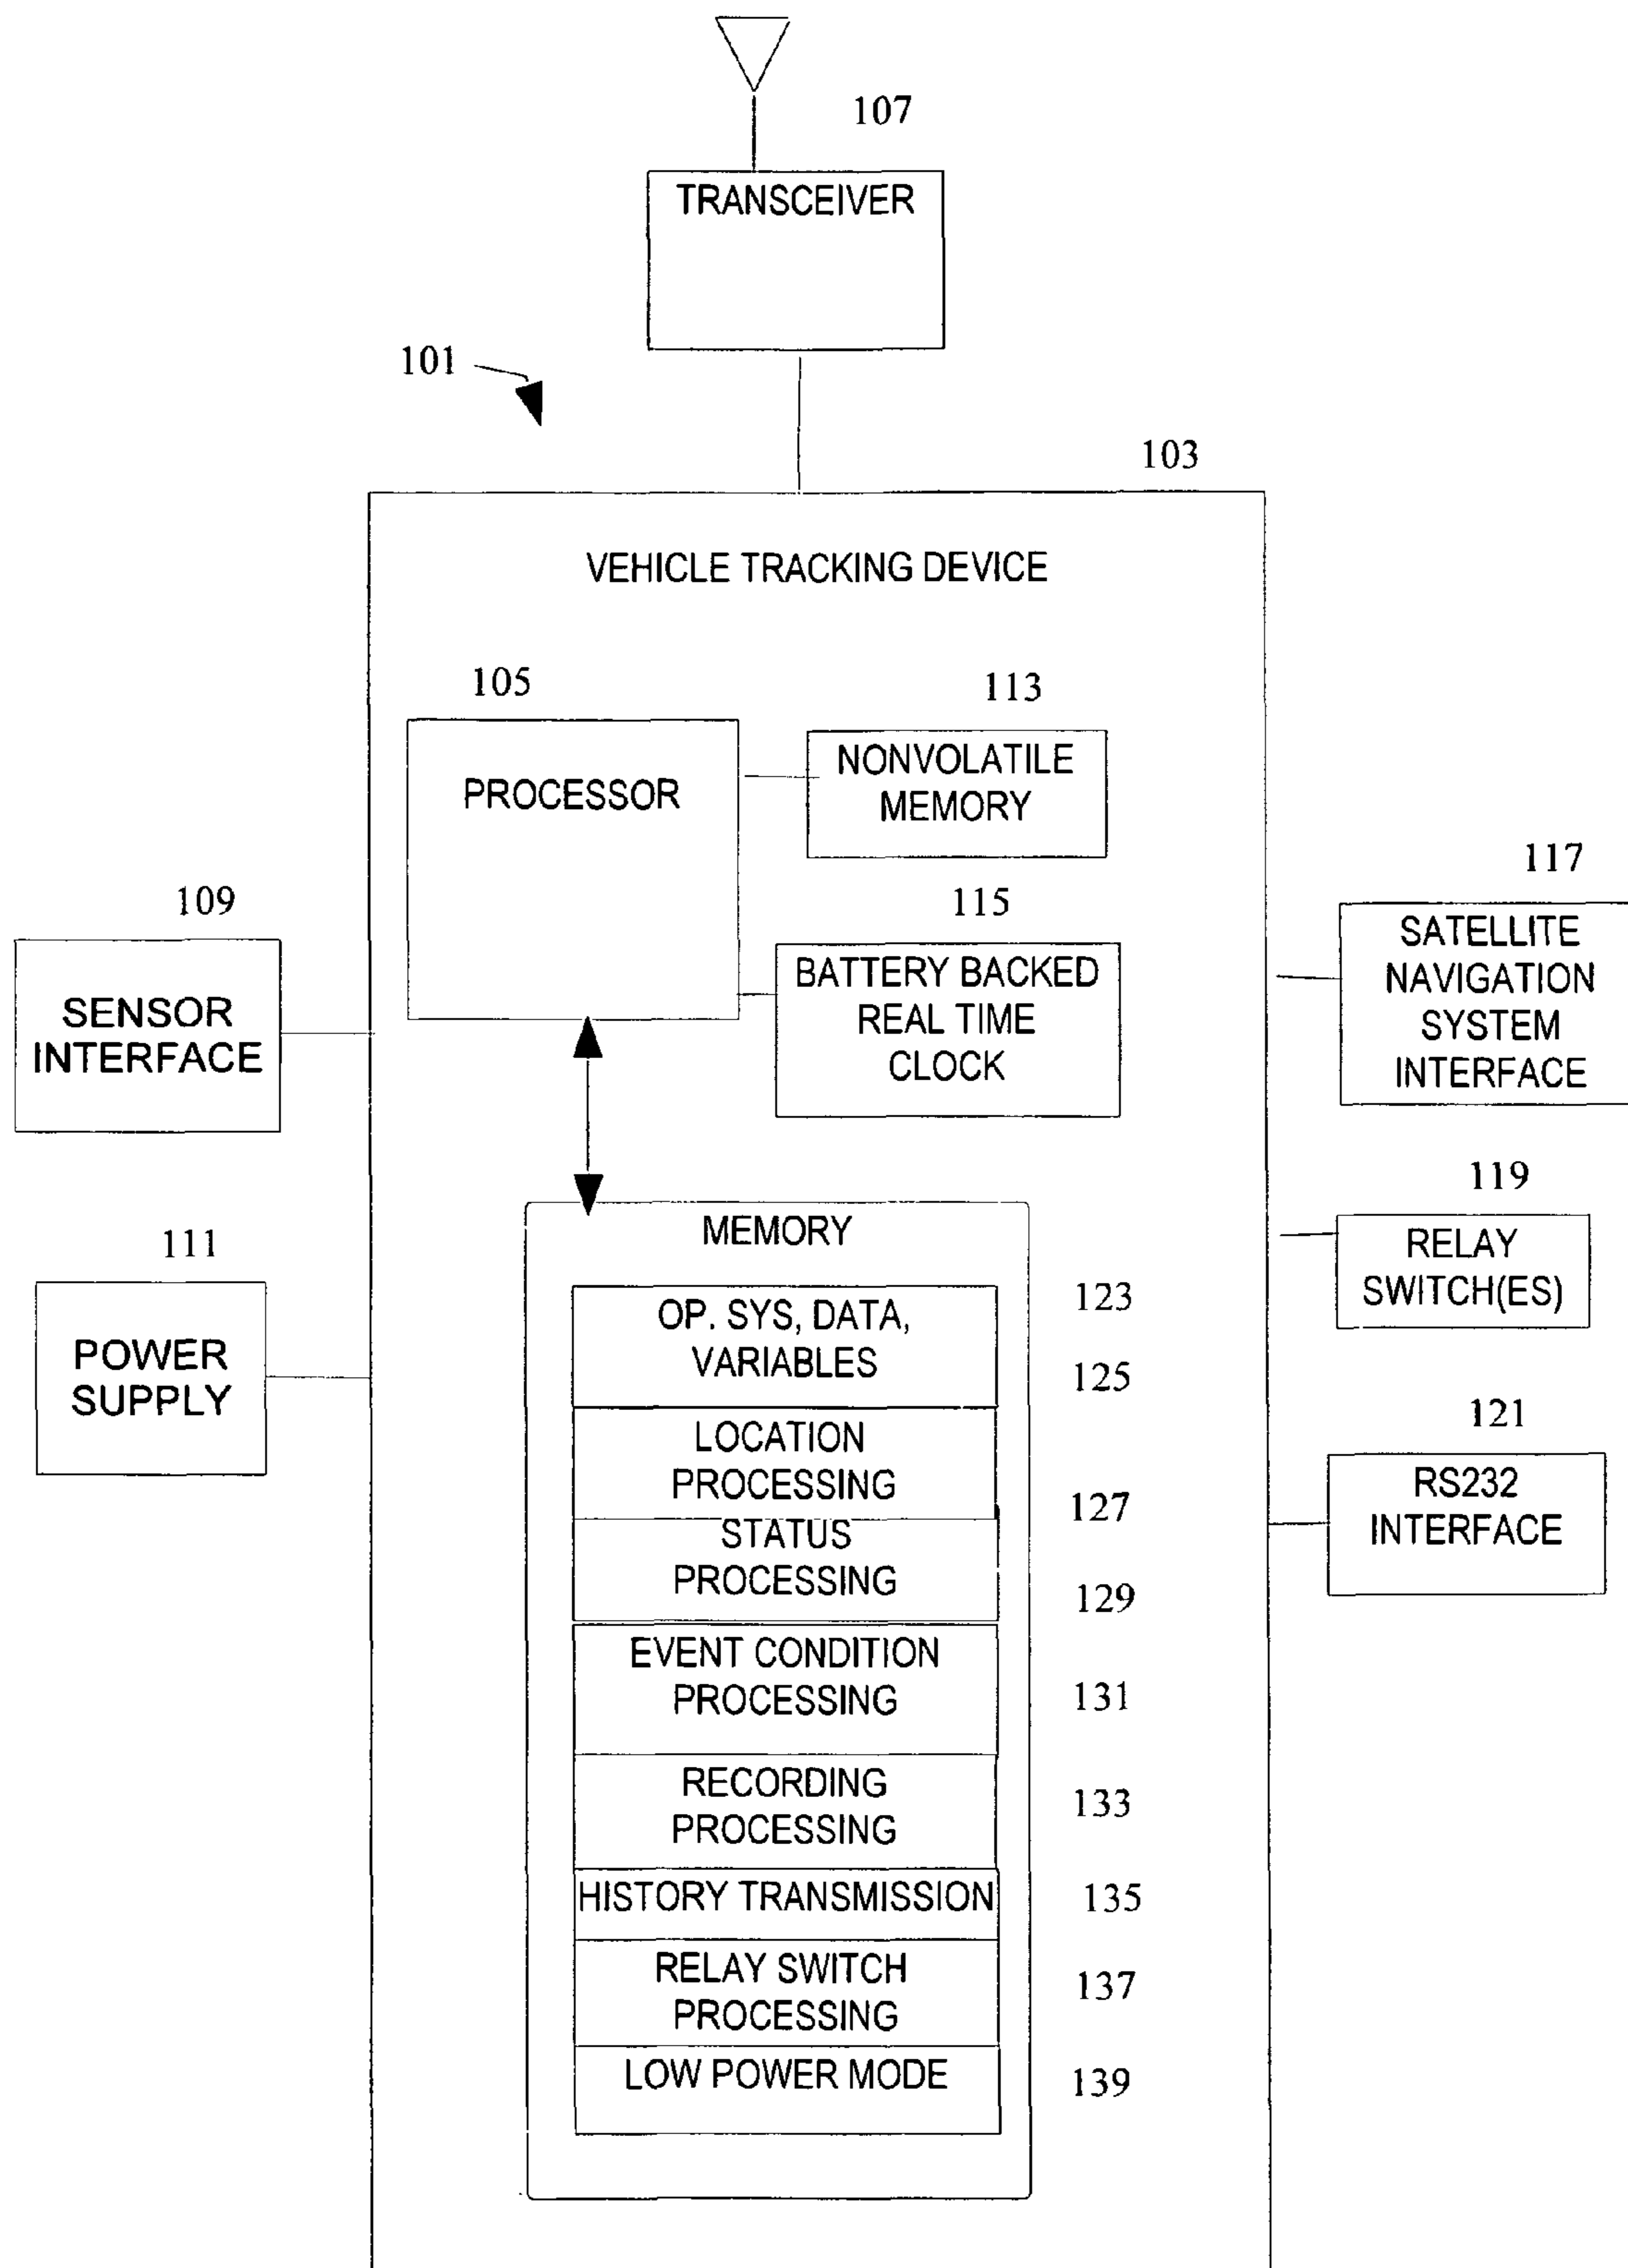 107
TRANSCEIVER
101
103
VEHICLE TRACKING DEVICE
105
PROCESSOR
113
NONVOLATILE
MEMORY
115
BATTERY BACKED
REAL TIME
CLOCK
109
SENSOR
INTERFACE
111
POWER
SUPPLY
117
SATELLITE
NAVIGATION
SYSTEM
INTERFACE
119
RELAY
SWITCH(ES)
121
RS232
INTERFACE
MEMORY
123
OP. SYS, DATA,
VARIABLES
125
LOCATION
PROCESSING
127
STATUS
PROCESSING
129
EVENT CONDITION
PROCESSING
131
RECORDING
PROCESSING
133
HISTORY TRANSMISSION
135
RELAY SWITCH
PROCESSING
137
LOW POWER MODE
139